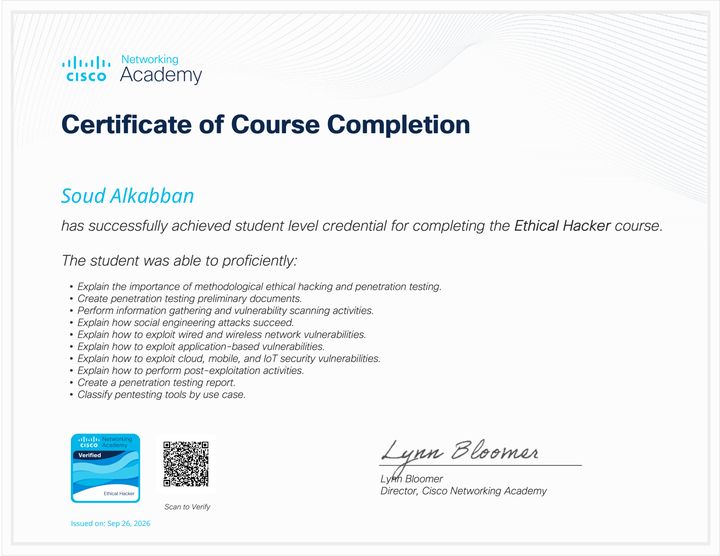 Networking
CISCO Academy
Certificate of Course Completion
Soud Alkabban
has successfully achieved student level credential for completing the Ethical Hacker course.
The student was able to proficiently:
• Explain the importance of methodological ethical hacking and penetration testing.
• Create penetration testing preliminary documents.
• Perform information gathering and vulnerability scanning activities.
• Explain how social engineering attacks succeed.
• Explain how to exploit wired and wireless network vulnerabilities.
• Explain how to exploit application-based vulnerabilities.
• Explain how to exploit cloud, mobile, and IoT security vulnerabilities.
• Explain how to perform post-exploitation activities.
• Create a penetration testing report.
• Classify pentesting tools by use case.
Networking
CISCO Academy
Verified
Ethical Hacker
Scan to Verify
Issued on: Sep 26, 2026
Lynn Bloomer
Lynn Bloomer
Director, Cisco Networking Academy